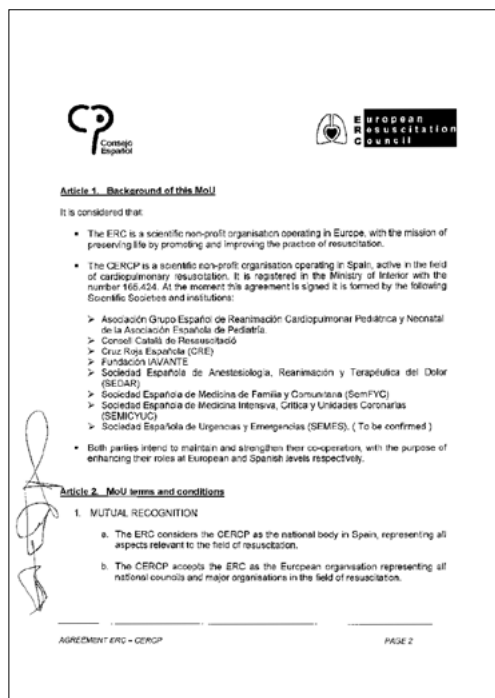 CP
Consejo
Español
European
Resuscitation
Council
Article 1. Background of this MoU
It is considered that:
• The ERC is a scientific non-profit organisation operating in Europe, with the mission of
preserving life by promoting and improving the practice of resuscitation.
• The CERCP is a scientific non-profit organisation operating in Spain, active in the field
of cardiopulmonary resuscitation. It is registered in the Ministry of Interior with the
number 166.424. At the moment this agreement is signed it is formed by the following
Scientific Societies and institutions:
➤ Asociación Grupo Español de Reanimación Cardiopulmonar Pediátrica y Neonatal
de la Asociación Española de Pediatría.
➤ Consell Català de Ressuscitació
➤ Cruz Roja Española (CRE)
➤ Fundación IAVANTE
➤ Sociedad Española de Anestesiología, Reanimación y Terapéutica del Dolor
(SEDAR)
➤ Sociedad Española de Medicina de Familia y Comunitaria (SemFYC)
➤ Sociedad Española de Medicina Intensiva, Crítica y Unidades Coronarias
(SEMICYUC)
➤ Sociedad Española de Urgencias y Emergencias (SEMES). ( To be confirmed )
• Both parties intend to maintain and strengthen their co-operation, with the purpose of
enhancing their roles at European and Spanish levels respectively.
Article 2. MoU terms and conditions
1. MUTUAL RECOGNITION
a. The ERC considers the CERCP as the national body in Spain, representing all
aspects relevant to the field of resuscitation.
b. The CERCP accepts the ERC as the European organisation representing all
national councils and major organisations in the field of resuscitation.
AGREEMENT ERC – CERCP PAGE 2